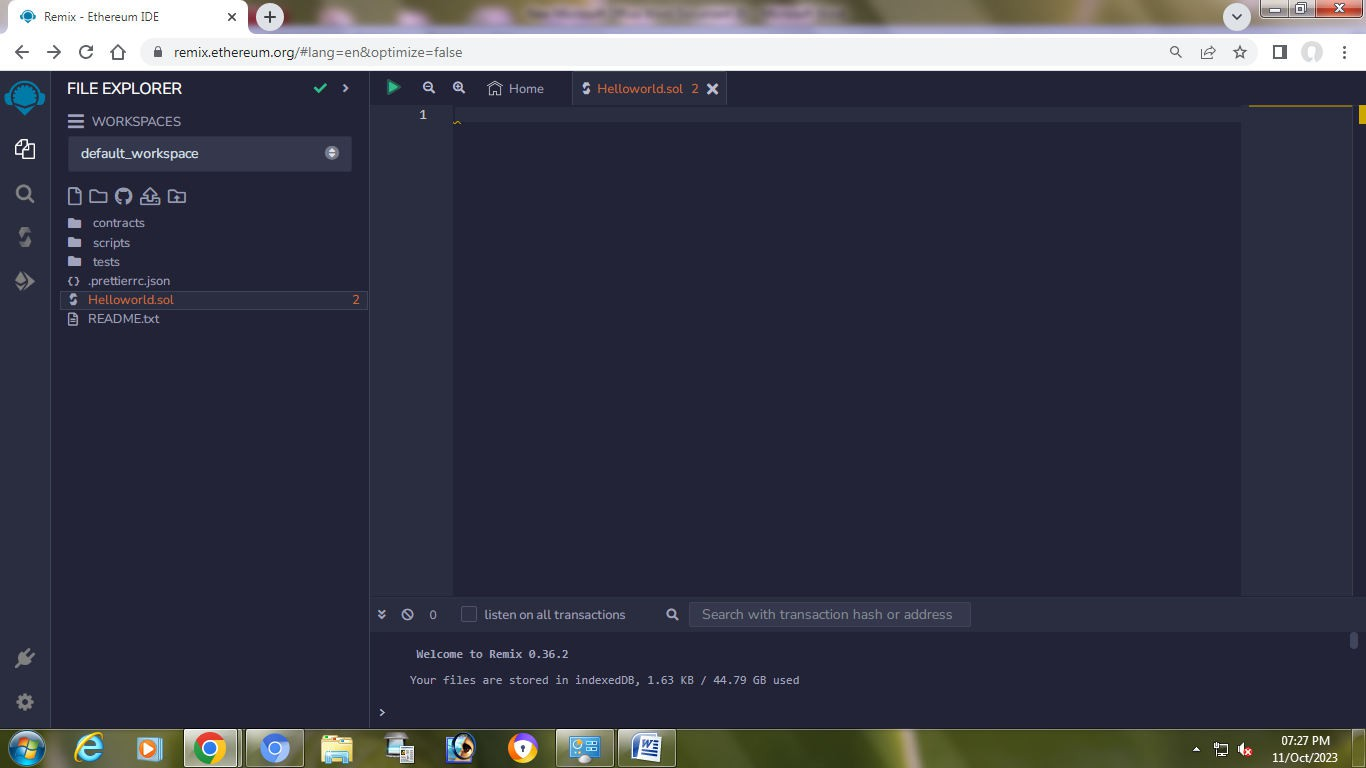 Remix - Ethereum IDE
remix.ethereum.org/#lang=en&optimize=false
FILE EXPLORER
WORKSPACES
default_workspace
contracts
scripts
tests
.prettierrc.json
Helloworld.sol 2
README.txt
Home
Helloworld.sol 2
1
0
listen on all transactions
Search with transaction hash or address
Welcome to Remix 0.36.2
Your files are stored in indexedDB, 1.63 KB / 44.79 GB used
>
07:27 PM
11/Oct/2023